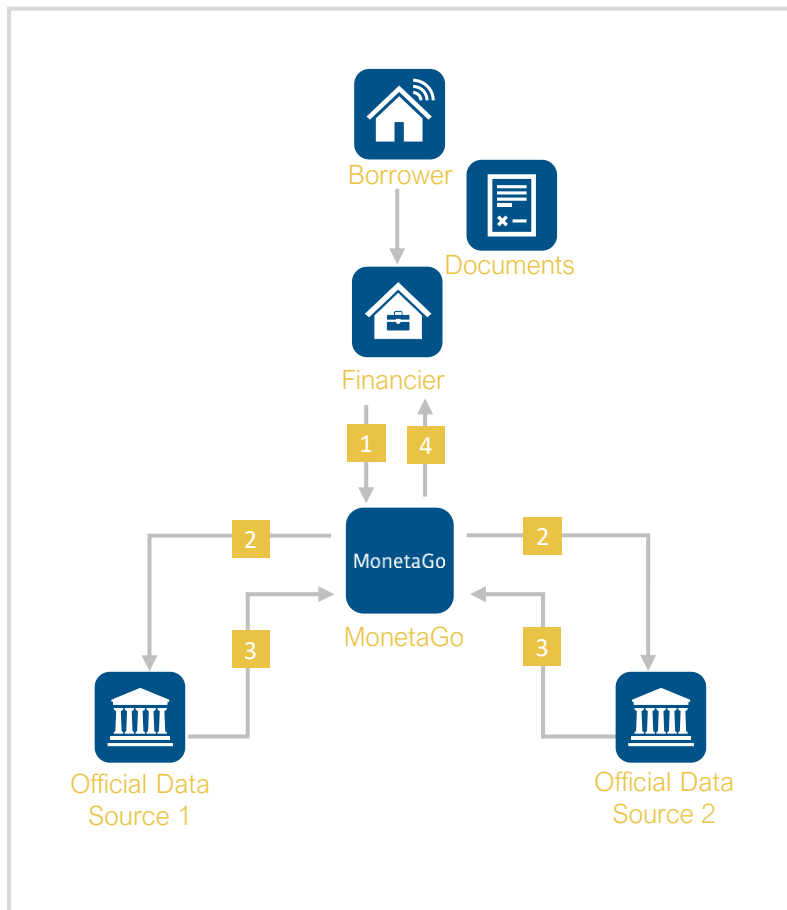 Borrower
Documents
Financier
1
4
2
2
MonetaGo
3
3
MonetaGo
Official Data
Source 1
Official Data
Source 2